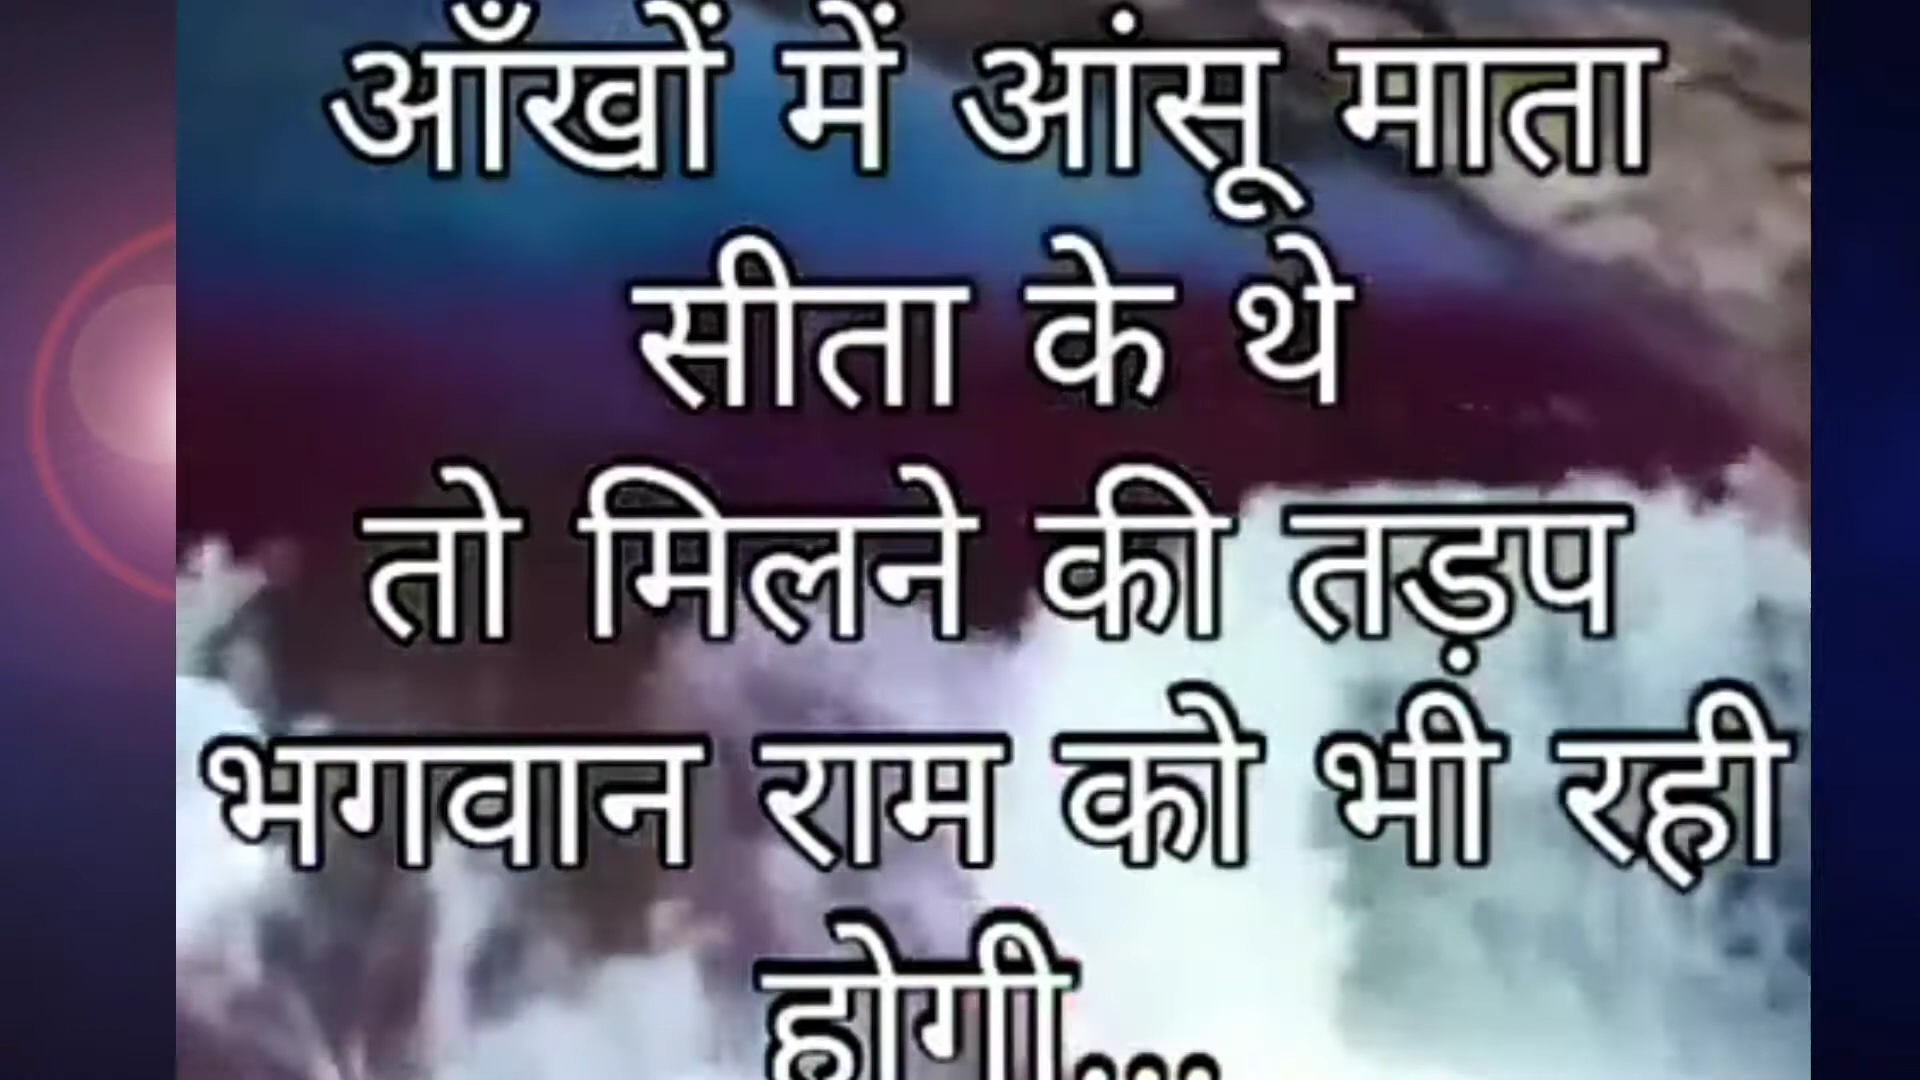 आँखों में आंसू माता
सीता के थे
तो मिलने की तड़प
भगवान राम को भी रही
होगी...